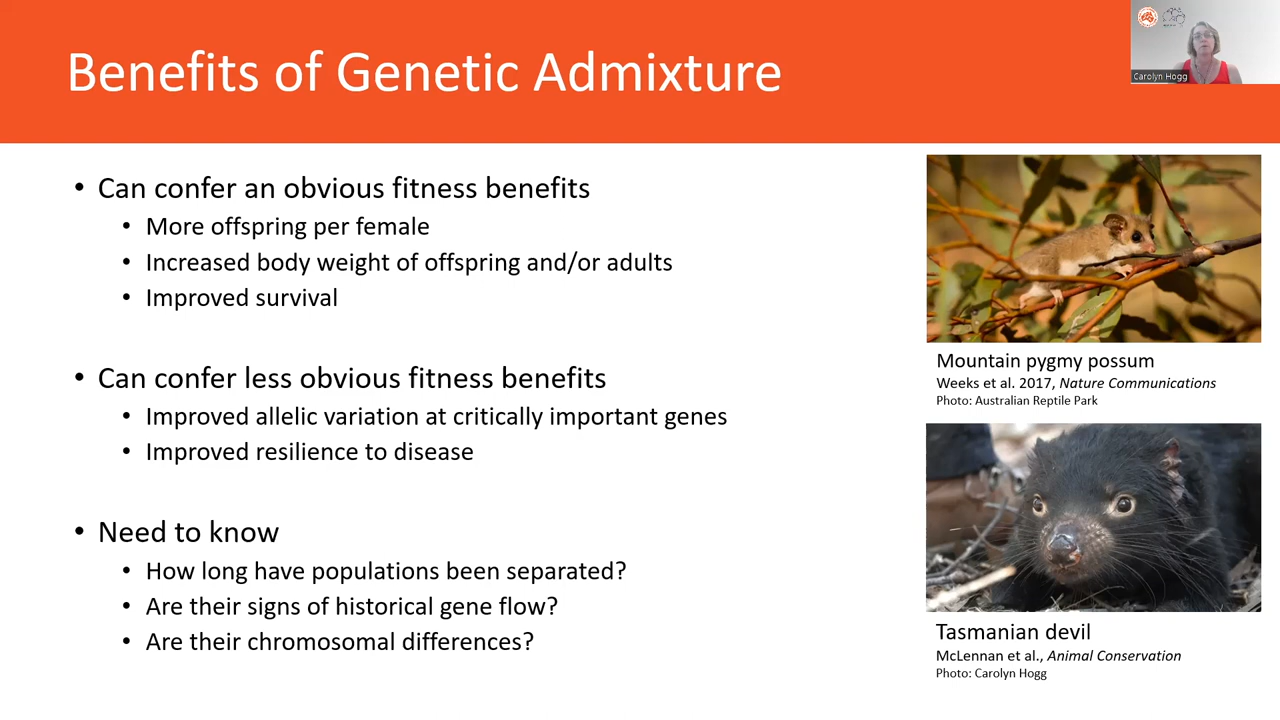 Benefits of Genetic Admixture
Carolyn Hogg
• Can confer an obvious fitness benefits
• More offspring per female
• Increased body weight of offspring and/or adults
• Improved survival
• Can confer less obvious fitness benefits
• Improved allelic variation at critically important genes
• Improved resilience to disease
• Need to know
• How long have populations been separated?
• Are their signs of historical gene flow?
• Are their chromosomal differences?
Mountain pygmy possum
Weeks et al. 2017, Nature Communications
Photo: Australian Reptile Park
Tasmanian devil
McLennan et al., Animal Conservation
Photo: Carolyn Hogg